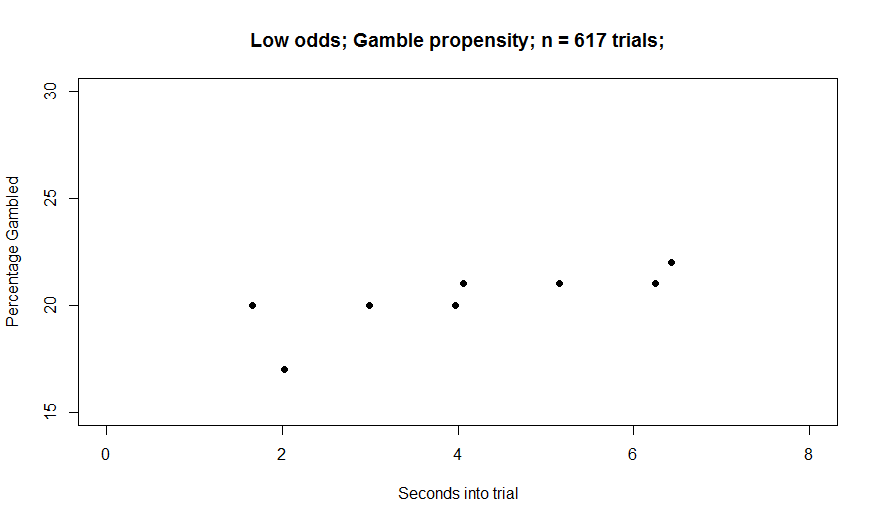 Low odds; Gamble propensity; n = 617 trials;
Percentage Gambled
30
25
20
15
0 2 4 6 8
Seconds into trial